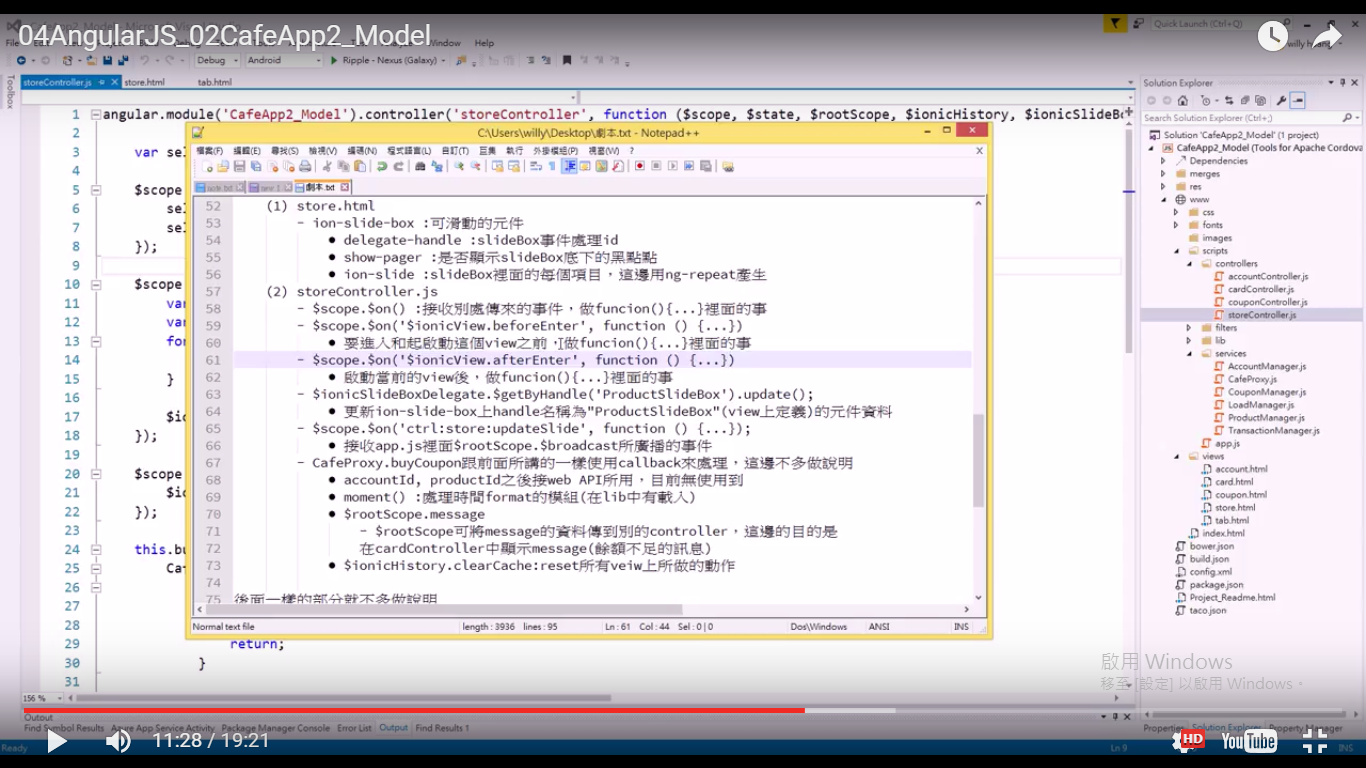 04AngularJS_02CafeApp2_Model
Quick Launch (Ctrl+Q)
Window Help
Debug Android Ripple - Nexus (Galaxy)
Toolbox
storeController.js store.html tab.html
1 angular.module('CafeApp2_Model').controller('storeController', function ($scope, $state, $rootScope, $ionicHistory, $ionicSlideB
2
3 var se
4
5 $scope
6 se
7 se
8 });
9
10 $scope
11 va
12 va
13 fo
14
15 }
16
17 $i
18 });
19
20 $scope
21 $i
22 });
23
24 this.bu
25 Ca
26
27
28
29 return;
30 }
31
156 %
C:\Users\willy\Desktop\劇本.txt - Notepad++
檔案(F) 編輯(E) 尋找(S) 檢視(V) 編碼(N) 程式語言(L) 自訂(T) 巨集 執行 外掛模組(P) 視窗(W) ?
note.txt new 1 劇本.txt
52 (1) store.html
53 - ion-slide-box :可滑動的元件
54 ● delegate-handle :slideBox事件處理id
55 ● show-pager :是否顯示slideBox底下的黑點點
56 ● ion-slide :slideBox裡面的每個項目，這邊用ng-repeat產生
57 (2) storeController.js
58 - $scope.$on() :接收別處傳來的事件，做funcion(){...}裡面的事
59 - $scope.$on('$ionicView.beforeEnter', function () {...})
60 ● 要進入和起啟動這個view之前，做funcion(){...}裡面的事
61 - $scope.$on('$ionicView.afterEnter', function () {...})
62 ● 啟動當前的view後，做funcion(){...}裡面的事
63 - $ionicSlideBoxDelegate.$getByHandle('ProductSlideBox').update();
64 ● 更新ion-slide-box上handle名稱為"ProductSlideBox"(view上定義)的元件資料
65 - $scope.$on('ctrl:store:updateSlide', function () {...});
66 ● 接收app.js裡面$rootScope.$broadcast所廣播的事件
67 - CafeProxy.buyCoupon跟前面所講的一樣使用callback來處理，這邊不多做說明
68 ● accountId, productId之後接web API所用，目前無使用到
69 ● moment() :處理時間format的模組(在lib中有載入)
70 ● $rootScope.message
71 - $rootScope可將message的資料傳到別的controller，這邊的目的是
72 在cardController中顯示message(餘額不足的訊息)
73 ● $ionicHistory.clearCache:reset所有veiw上所做的動作
74
75 後面一樣的部分就不多做說明
Normal text file length : 3936 lines : 95 Ln : 61 Col : 44 Sel : 0 | 0 Dos\Windows ANSI INS
Solution Explorer
Search Solution Explorer (Ctrl+;)
Solution 'CafeApp2_Model' (1 project)
CafeApp2_Model (Tools for Apache Cordova
Dependencies
merges
res
www
css
fonts
images
scripts
controllers
accountController.js
cardController.js
couponController.js
storeController.js
filters
lib
services
AccountManager.js
CafeProxy.js
CouponManager.js
LoadManager.js
ProductManager.js
TransactionManager.js
app.js
views
account.html
card.html
coupon.html
store.html
tab.html
index.html
bower.json
build.json
config.xml
package.json
Project_Readme.html
taco.json
啟用 Windows
移至 [設定] 以啟用 Windows。
Output
Find Symbol Results Azure App Service Activity Package Manager Console Error List Output Find Results 1
Properties Solution Explorer Property Manager
Ready Ln 9 INS
11:28 / 19:21
HD
YouTube